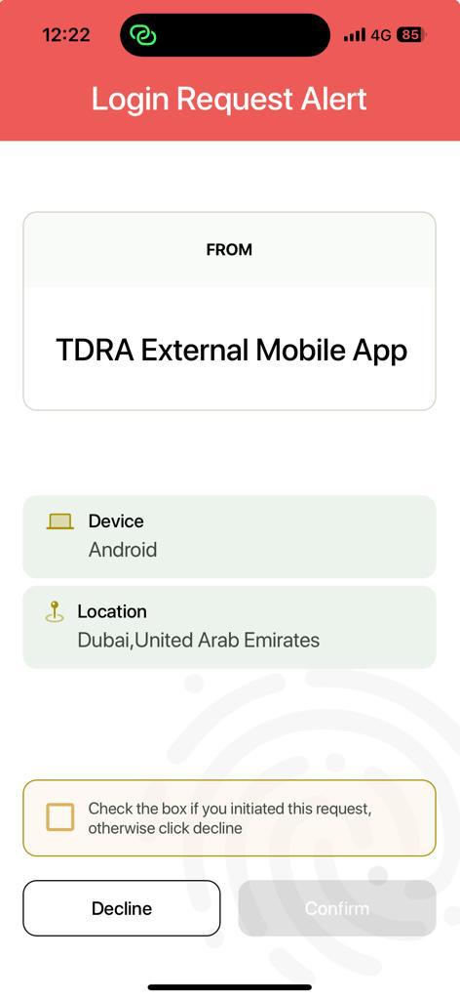 12:22
4G 85
Login Request Alert
FROM
TDRA External Mobile App
Device
Android
Location
Dubai,United Arab Emirates
Check the box if you initiated this request,
otherwise click decline
Decline
Confirm